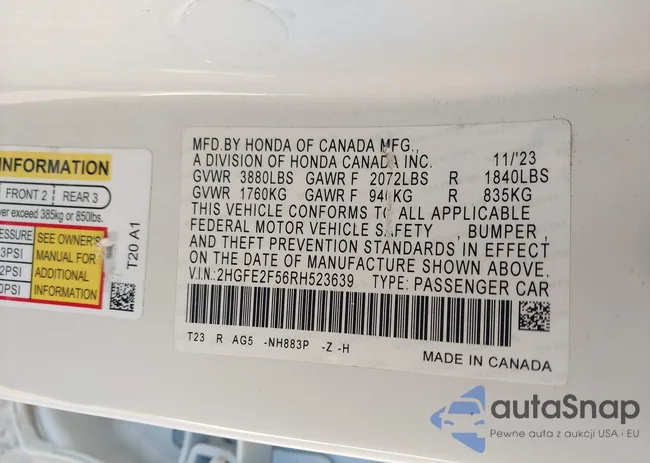 INFORMATION
FRONT 2 REAR 3
ver exceed 385kg or 850lbs.
ESSURE
SEE OWNER'S
MANUAL FOR
ADDITIONAL
INFORMATION
3PSI
2PSI
0PSI
T20 A1
MFD.BY HONDA OF CANADA MFG.,
A DIVISION OF HONDA CANADA INC. 11/'23
GVWR 3880LBS GAWR F 2072LBS R 1840LBS
GVWR 1760KG GAWR F 940KG R 835KG
THIS VEHICLE CONFORMS TO ALL APPLICABLE
FEDERAL MOTOR VEHICLE SAFETY , BUMPER,
AND THEFT PREVENTION STANDARDS IN EFFECT
ON THE DATE OF MANUFACTURE SHOWN ABOVE.
V.I.N:2HGFE2F56RH523639 TYPE: PASSENGER CAR
T23 R AG5 -NH883P -Z -H
MADE IN CANADA
autaSnap
Pewne auta z aukcji USA i EU